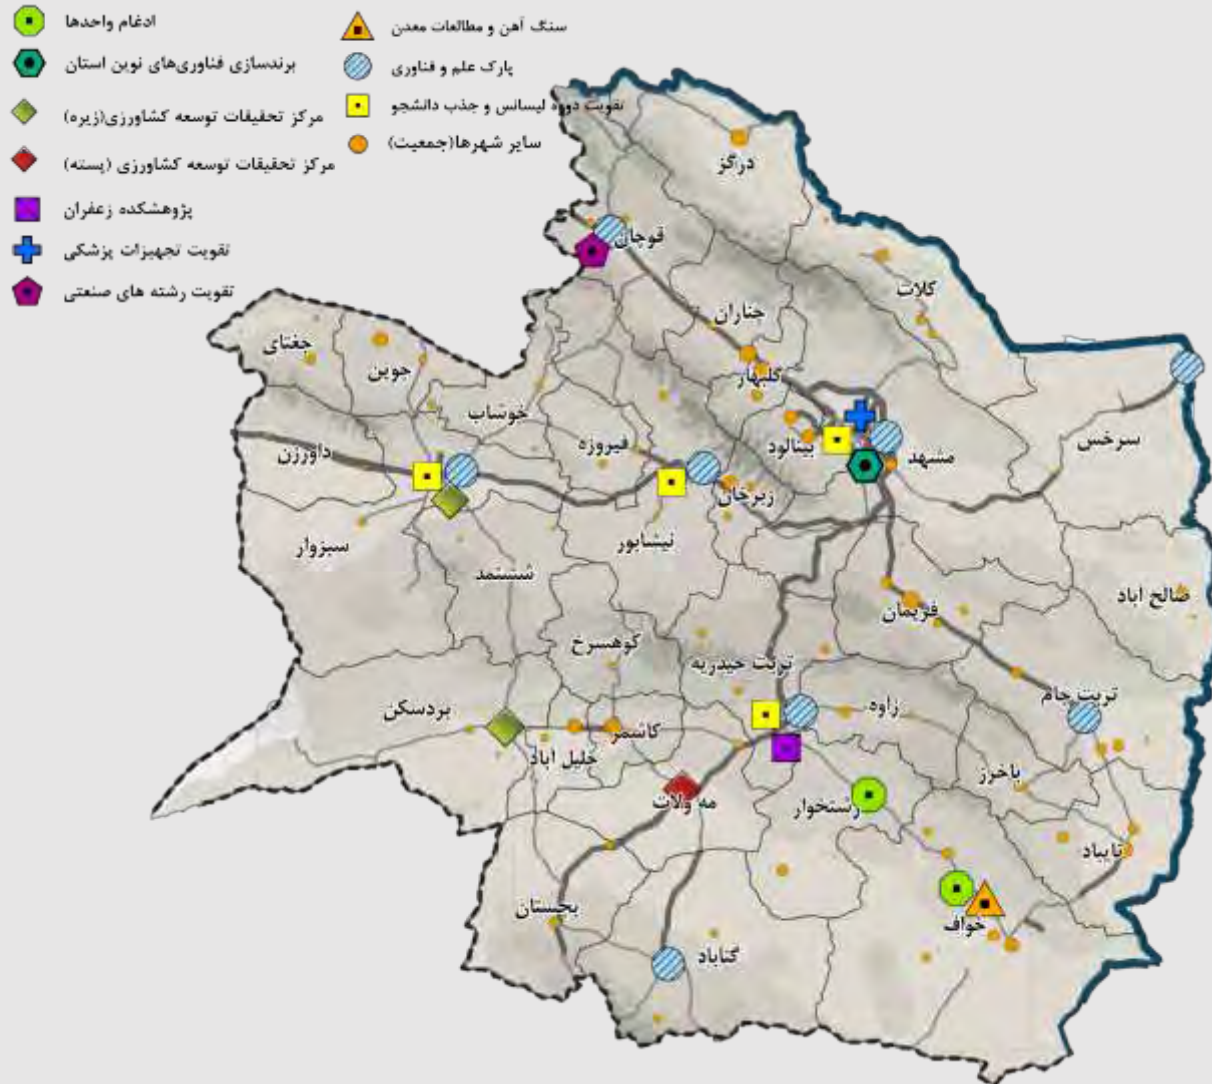 ادغام واحدها
برندسازی فناوری‌های نوین استان
مرکز تحقیقات توسعه کشاورزی(زیره)
مرکز تحقیقات توسعه کشاورزی (پسته)
پژوهشکده زعفران
تقویت تجهیزات پزشکی
تقویت رشته های صنعتی
سنگ آهن و مطالعات معدن
پارک علم و فناوری
تقویت دوره لیسانس و جذب دانشجو
سایر شهرها(جمعیت)
درگز
قوچان
کلات
چناران
گلبهار
جغتای
جوین
خوشاب
فیروزه
بینالود
مشهد
سرخس
داورزن
زبرخان
سبزوار
نیشابور
ششتمد
صالح اباد
فریمان
کوهسرخ
تربت حیدریه
تربت جام
زاوه
بردسکن
کاشمر
خلیل اباد
باخرز
مه ولات
رشتخوار
تایباد
بجستان
خواف
گناباد